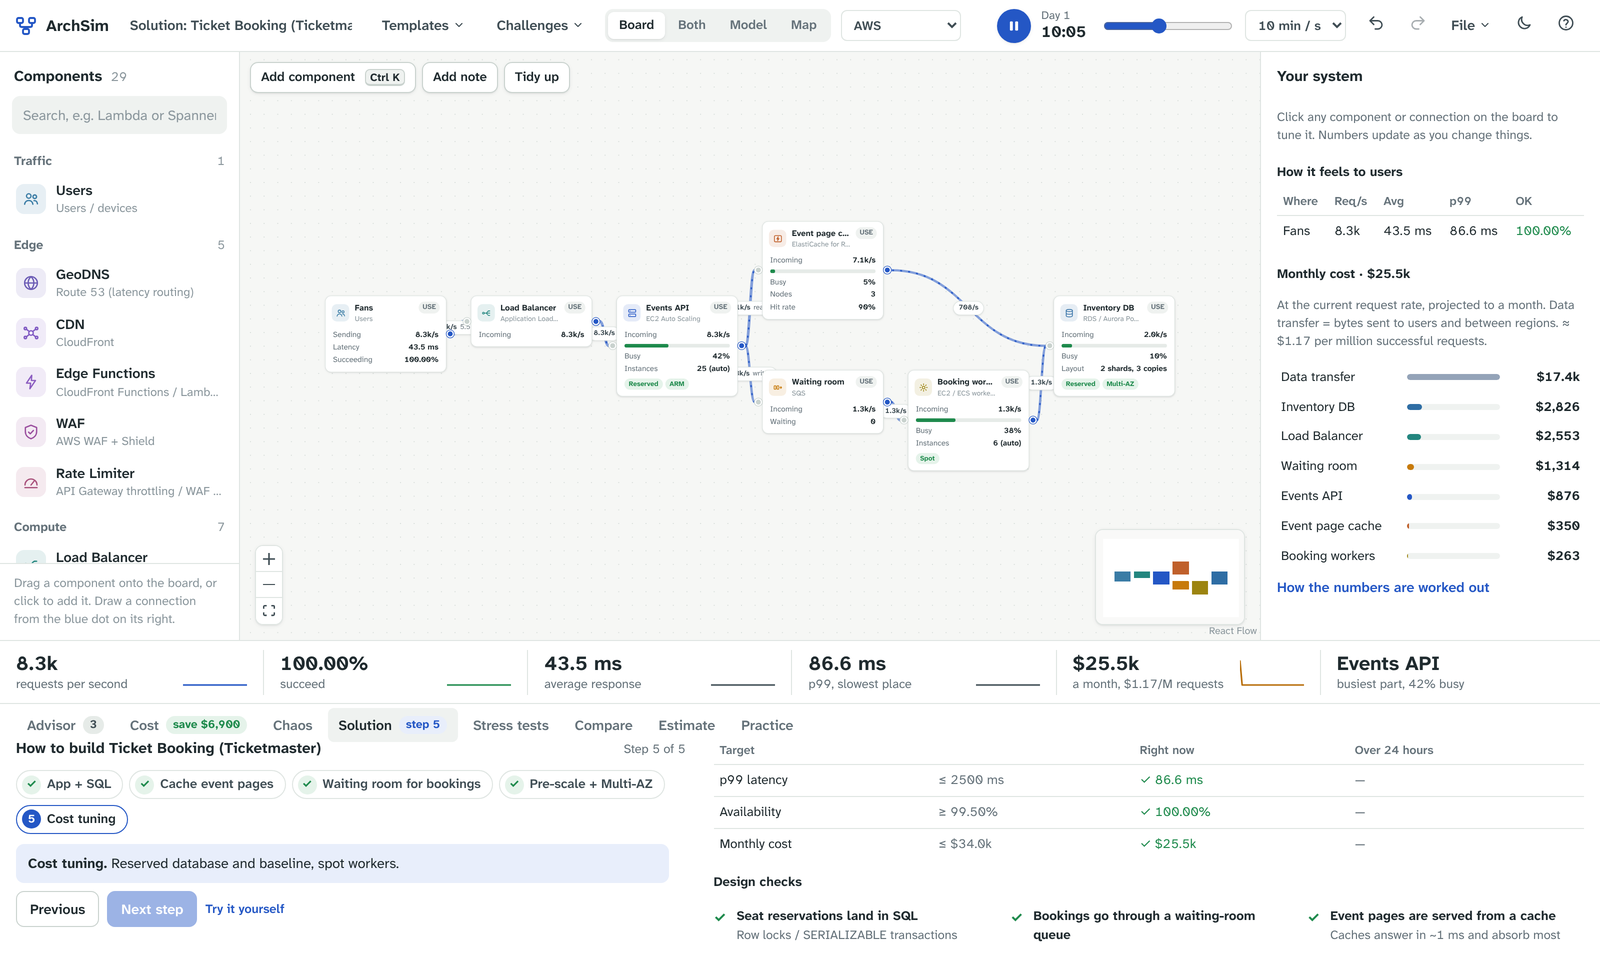 ArchSim
Solution: Ticket Booking (Ticketma
Templates
Challenges
Board
Both
Model
Map
AWS
Day 1
10:05
10 min / s
File
Components 29
Search, e.g. Lambda or Spanner
Traffic 1
Users
Users / devices
Edge 5
GeoDNS
Route 53 (latency routing)
CDN
CloudFront
Edge Functions
CloudFront Functions / Lamb...
WAF
AWS WAF + Shield
Rate Limiter
API Gateway throttling / WAF ...
Compute 7
Load Balancer
Drag a component onto the board, or
click to add it. Draw a connection
from the blue dot on its right.
Add component Ctrl K
Add note
Tidy up
Fans USE
Users
Sending 8.3k/s
Latency 43.5 ms
Succeeding 100.00%
Load Balancer USE
Application Load...
Incoming 8.3k/s
8.3k/s
Events API USE
EC2 Auto Scaling
Incoming 8.3k/s
Busy 42%
Instances 25 (auto)
Reserved ARM
Event page c... USE
ElastiCache for R...
Incoming 7.1k/s
Busy 5%
Nodes 3
Hit rate 90%
Waiting room USE
SQS
Incoming 1.3k/s
Waiting 0
1.3k/s
Booking wor... USE
EC2 / ECS worke...
Incoming 1.3k/s
Busy 38%
Instances 6 (auto)
Spot
708/s
1.3k/s
Inventory DB USE
RDS / Aurora Po...
Incoming 2.0k/s
Busy 10%
Layout 2 shards, 3 copies
Reserved Multi-AZ
React Flow
Your system
Click any component or connection on the board to
tune it. Numbers update as you change things.
How it feels to users
Where Req/s Avg p99 OK
Fans 8.3k 43.5 ms 86.6 ms 100.00%
Monthly cost · $25.5k
At the current request rate, projected to a month. Data
transfer = bytes sent to users and between regions. ≈
$1.17 per million successful requests.
Data transfer $17.4k
Inventory DB $2,826
Load Balancer $2,553
Waiting room $1,314
Events API $876
Event page cache $350
Booking workers $263
How the numbers are worked out
8.3k
requests per second
100.00%
succeed
43.5 ms
average response
86.6 ms
p99, slowest place
$25.5k
a month, $1.17/M requests
Events API
busiest part, 42% busy
Advisor 3
Cost save $6,900
Chaos
Solution step 5
Stress tests
Compare
Estimate
Practice
How to build Ticket Booking (Ticketmaster) Step 5 of 5
App + SQL
Cache event pages
Waiting room for bookings
Pre-scale + Multi-AZ
5 Cost tuning
Cost tuning. Reserved database and baseline, spot workers.
Previous
Next step
Try it yourself
Target Right now Over 24 hours
p99 latency ≤ 2500 ms ✓ 86.6 ms —
Availability ≥ 99.50% ✓ 100.00% —
Monthly cost ≤ $34.0k ✓ $25.5k —
Design checks
Seat reservations land in SQL
Row locks / SERIALIZABLE transactions
Bookings go through a waiting-room
queue
Event pages are served from a cache
Caches answer in ~1 ms and absorb most